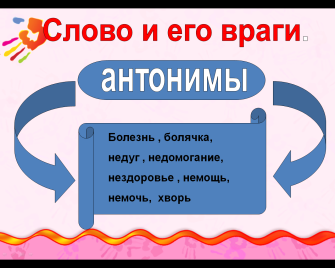 Слово и его враги.
антонимы
Болезнь , болячка,
недуг , недомогание,
нездоровье , немощь,
немочь, хворь